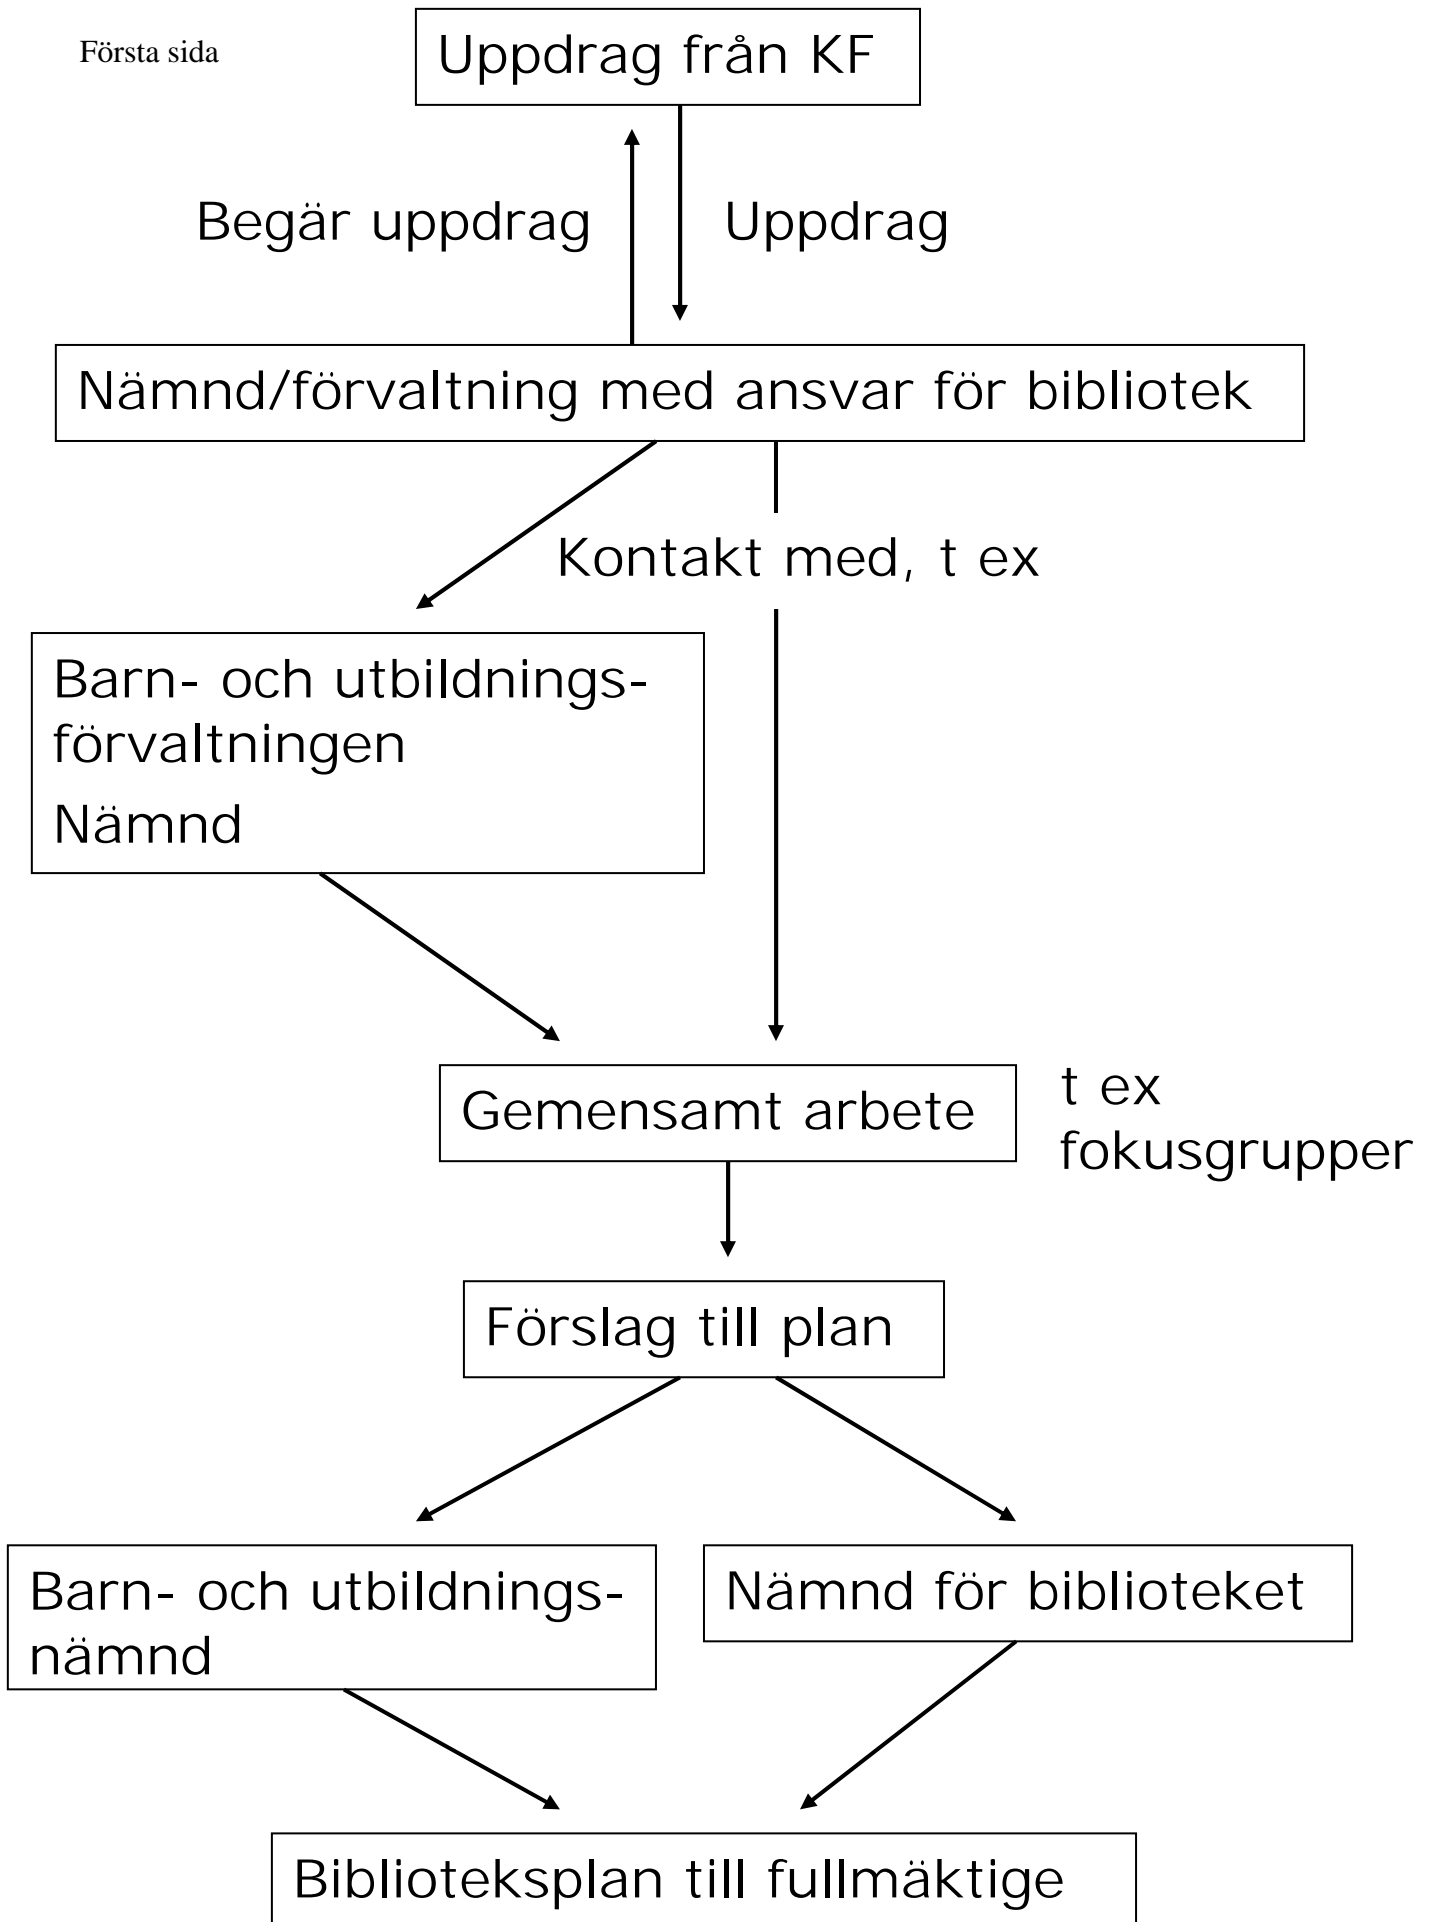 Första sida
Uppdrag från KF
Begär uppdrag
Uppdrag
Nämnd/förvaltning med ansvar för bibliotek
Kontakt med, t ex
Barn- och utbildnings-
förvaltningen
Nämnd
Gemensamt arbete
t ex
fokusgrupper
Förslag till plan
Barn- och utbildnings-
nämnd
Nämnd för biblioteket
Biblioteksplan till fullmäktige